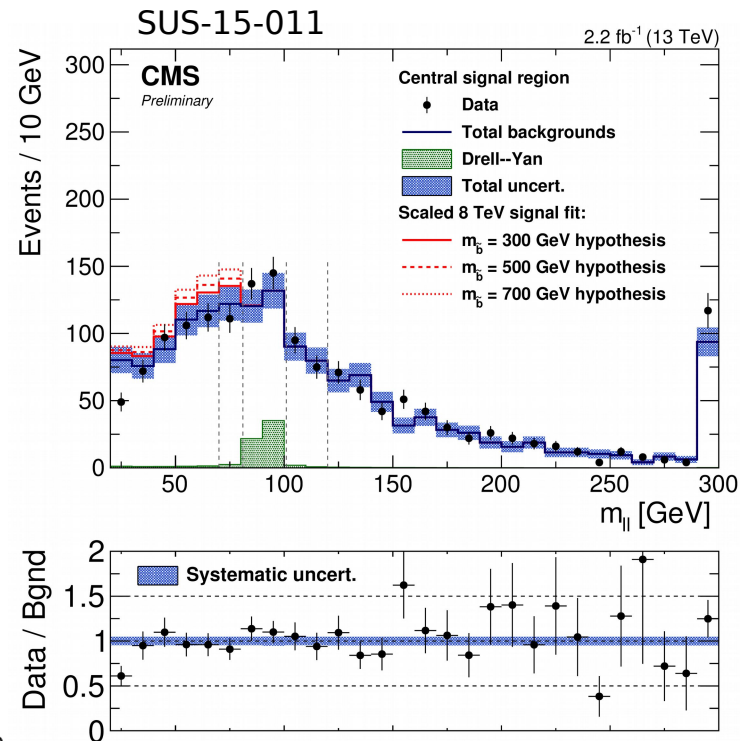 SUS-15-011
2.2 fb⁻¹ (13 TeV)
CMS
Preliminary
Central signal region
Data
Total backgrounds
Drell--Yan
Total uncert.
Scaled 8 TeV signal fit:
m_b̃ = 300 GeV hypothesis
m_b̃ = 500 GeV hypothesis
m_b̃ = 700 GeV hypothesis
Events / 10 GeV
300
250
200
150
100
50
0
50 100 150 200 250 300
m_ll [GeV]
Systematic uncert.
Data / Bgnd
2
1.5
1
0.5
0